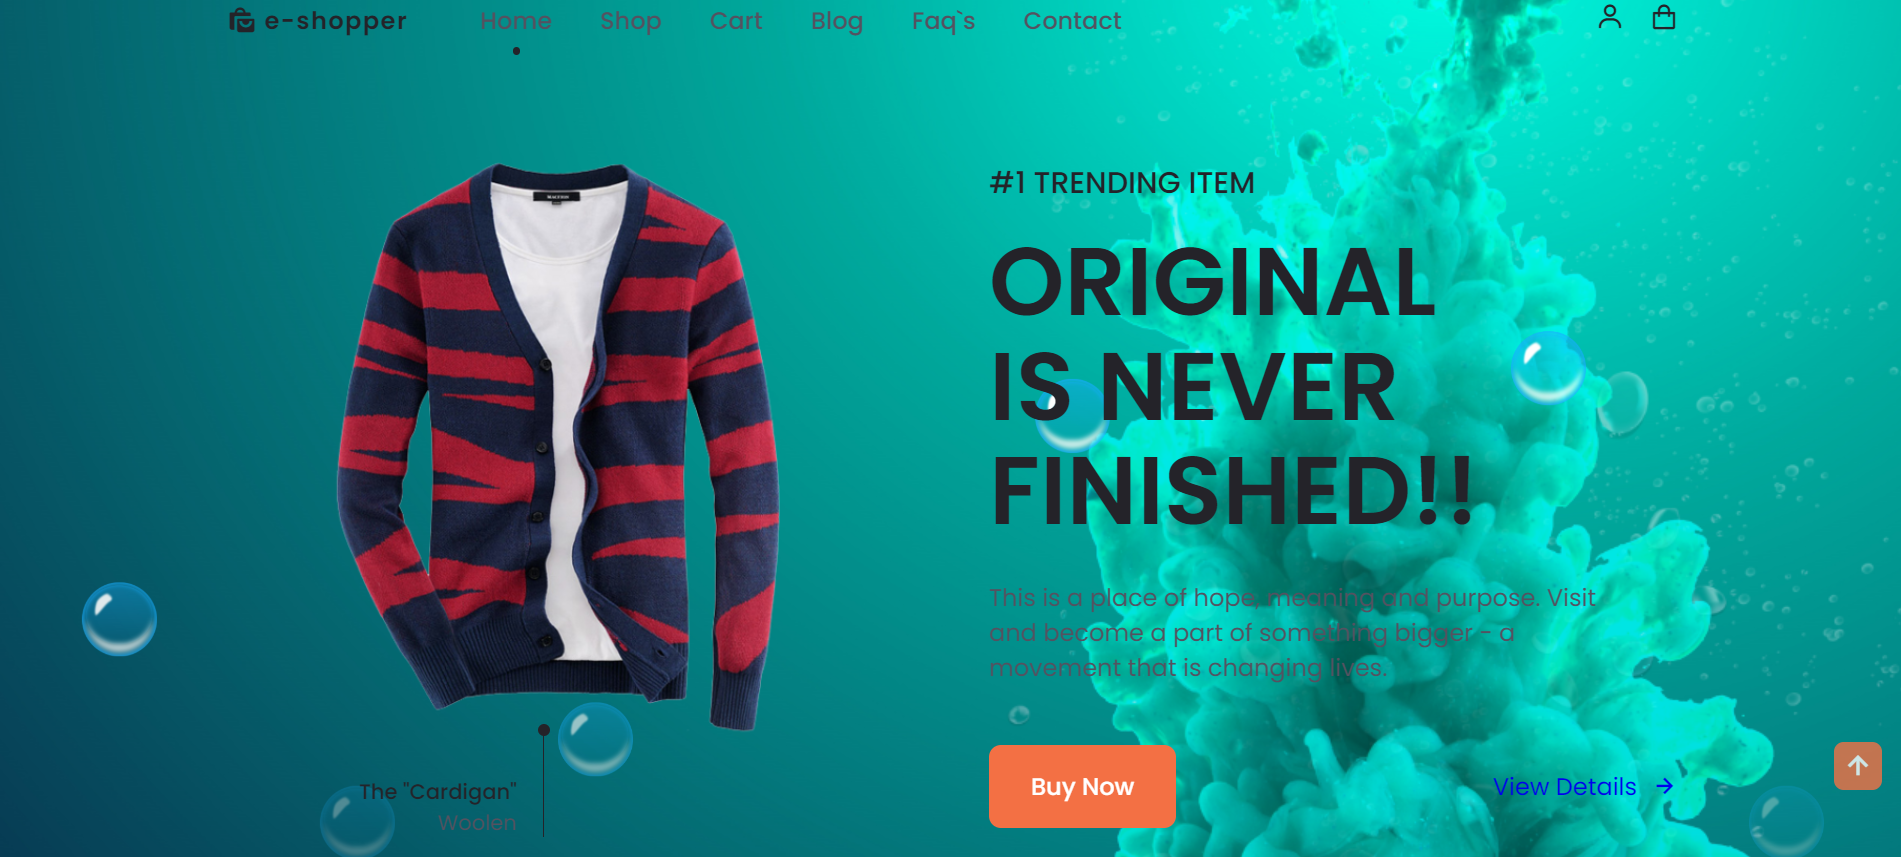 e-shopper
Home
Shop
Cart
Blog
Faq`s
Contact
#1 TRENDING ITEM
ORIGINAL
IS NEVER
FINISHED!!
This is a place of hope, meaning and purpose. Visit
and become a part of something bigger - a
movement that is changing lives.
Buy Now
View Details
The "Cardigan"
Woolen